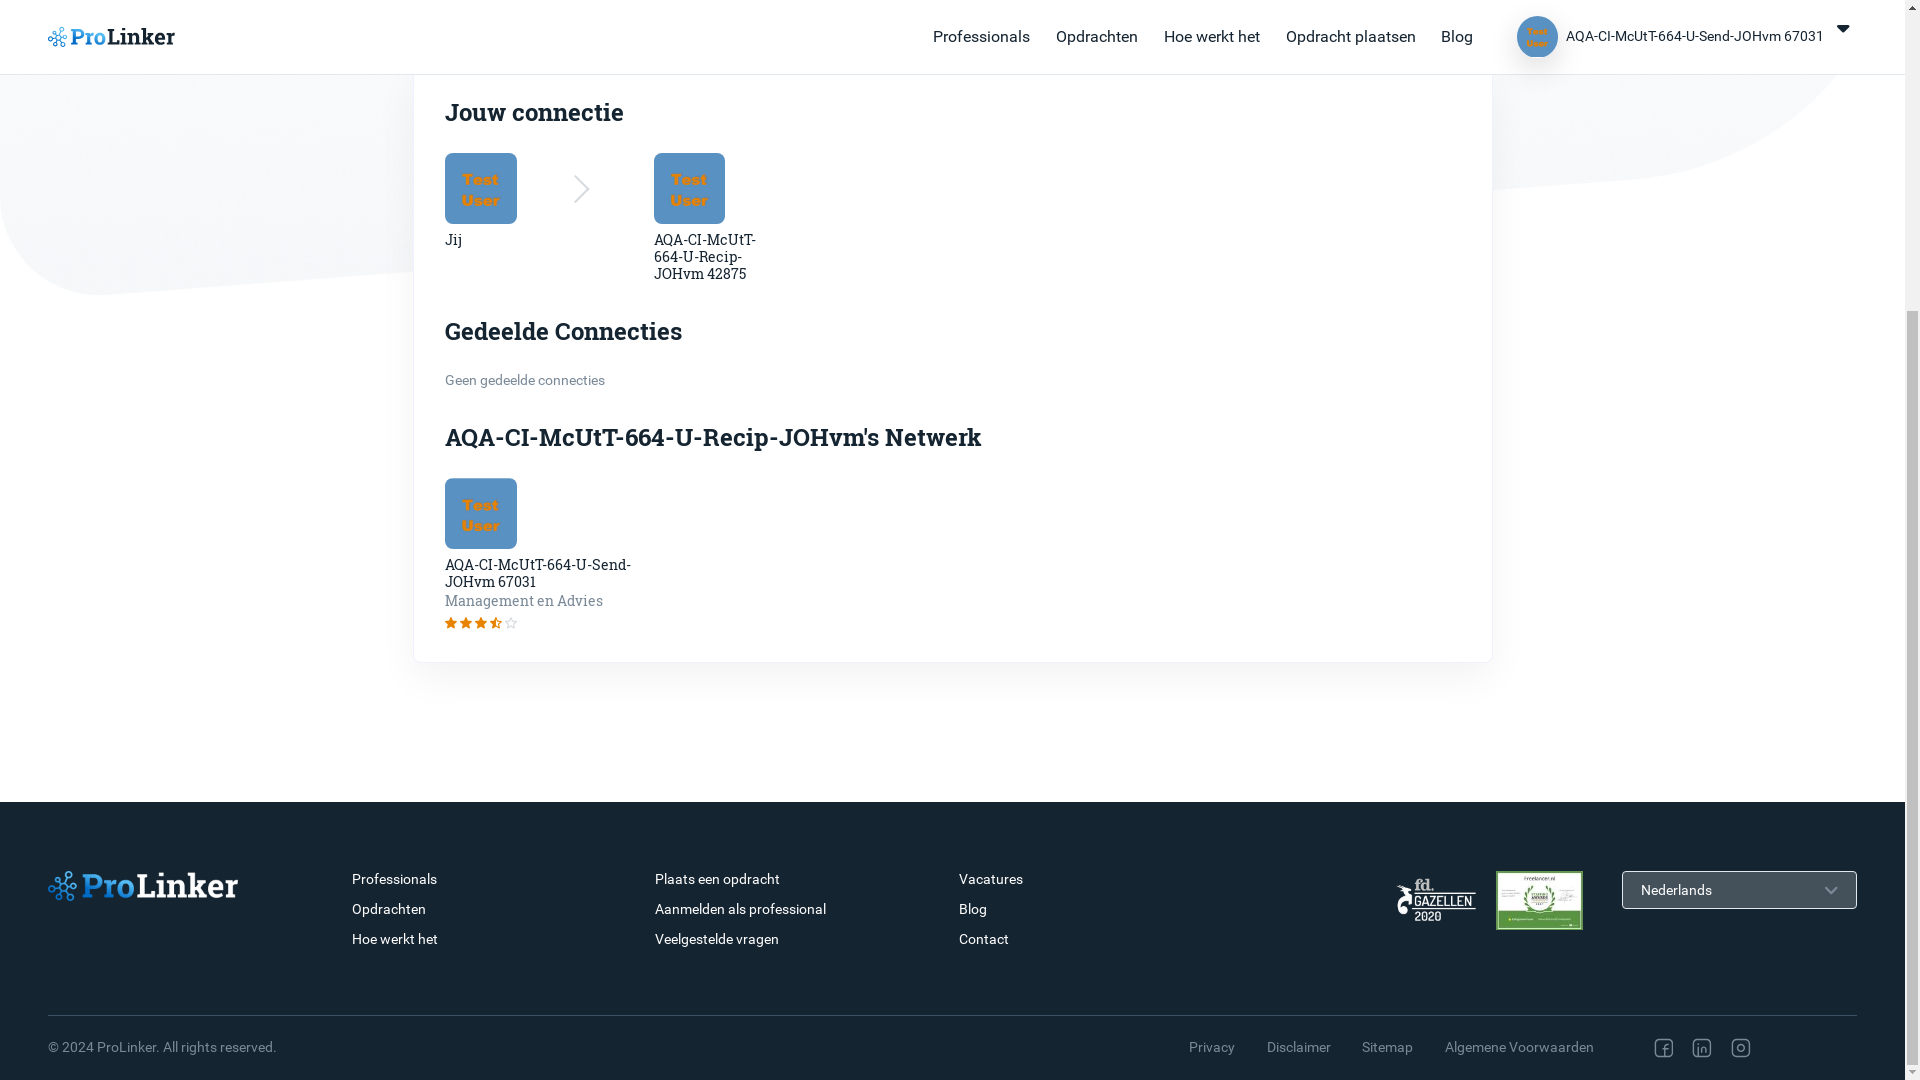 ProLinker
Professionals
Opdrachten
Hoe werkt het
Opdracht plaatsen
Blog
Test
User
AQA-CI-McUtT-664-U-Send-JOHvm 67031
Jouw connectie
Test
User
Test
User
Jij
AQA-CI-McUtT-
664-U-Recip-
JOHvm 42875
Gedeelde Connecties
Geen gedeelde connecties
AQA-CI-McUtT-664-U-Recip-JOHvm's Netwerk
Test
User
AQA-CI-McUtT-664-U-Send-
JOHvm 67031
Management en Advies
ProLinker
Professionals
Opdrachten
Hoe werkt het
Plaats een opdracht
Aanmelden als professional
Veelgestelde vragen
Vacatures
Blog
Contact
fd.
GAZELLEN
2020
Freelancer.nl
Nederlands
© 2024 ProLinker. All rights reserved.
Privacy
Disclaimer
Sitemap
Algemene Voorwaarden